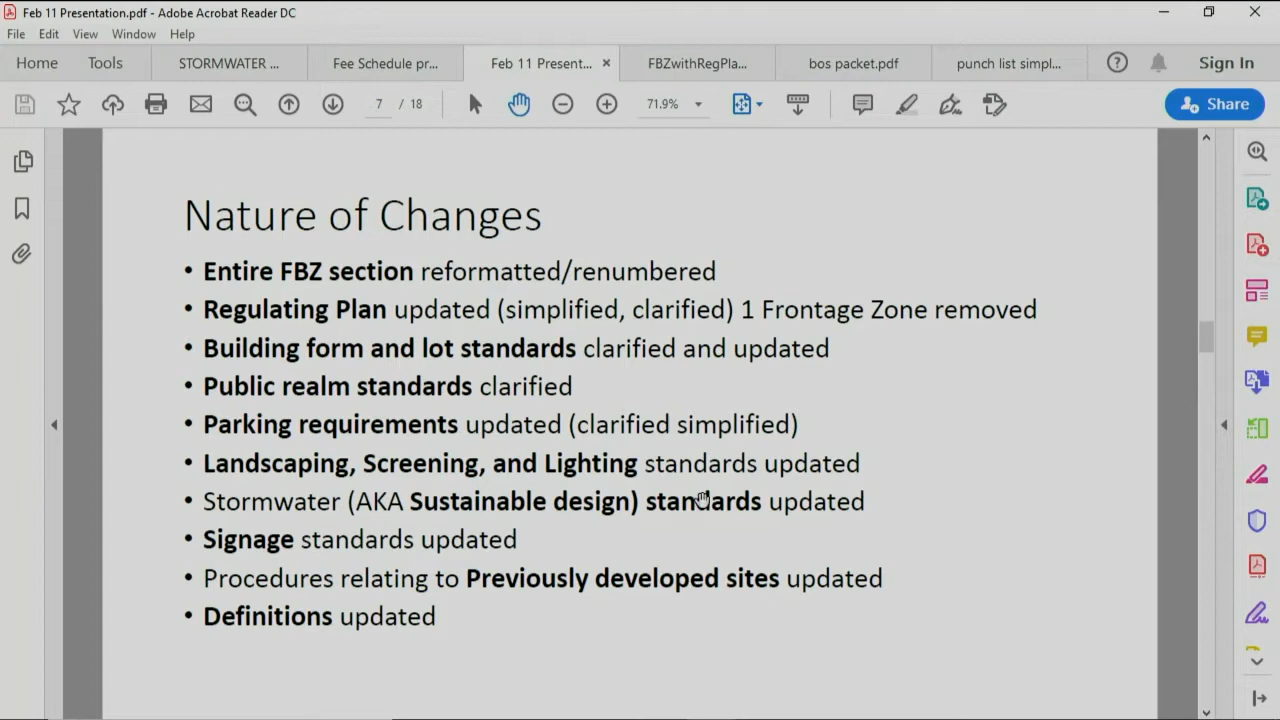 Feb 11 Presentation.pdf - Adobe Acrobat Reader DC
File Edit View Window Help
Home Tools STORMWATER ... Fee Schedule pr... Feb 11 Present... FBZwithRegPla... bos packet.pdf punch list simpl... Sign In
7 / 18 71.9% Share
Nature of Changes
• Entire FBZ section reformatted/renumbered
• Regulating Plan updated (simplified, clarified) 1 Frontage Zone removed
• Building form and lot standards clarified and updated
• Public realm standards clarified
• Parking requirements updated (clarified simplified)
• Landscaping, Screening, and Lighting standards updated
• Stormwater (AKA Sustainable design) standards updated
• Signage standards updated
• Procedures relating to Previously developed sites updated
• Definitions updated